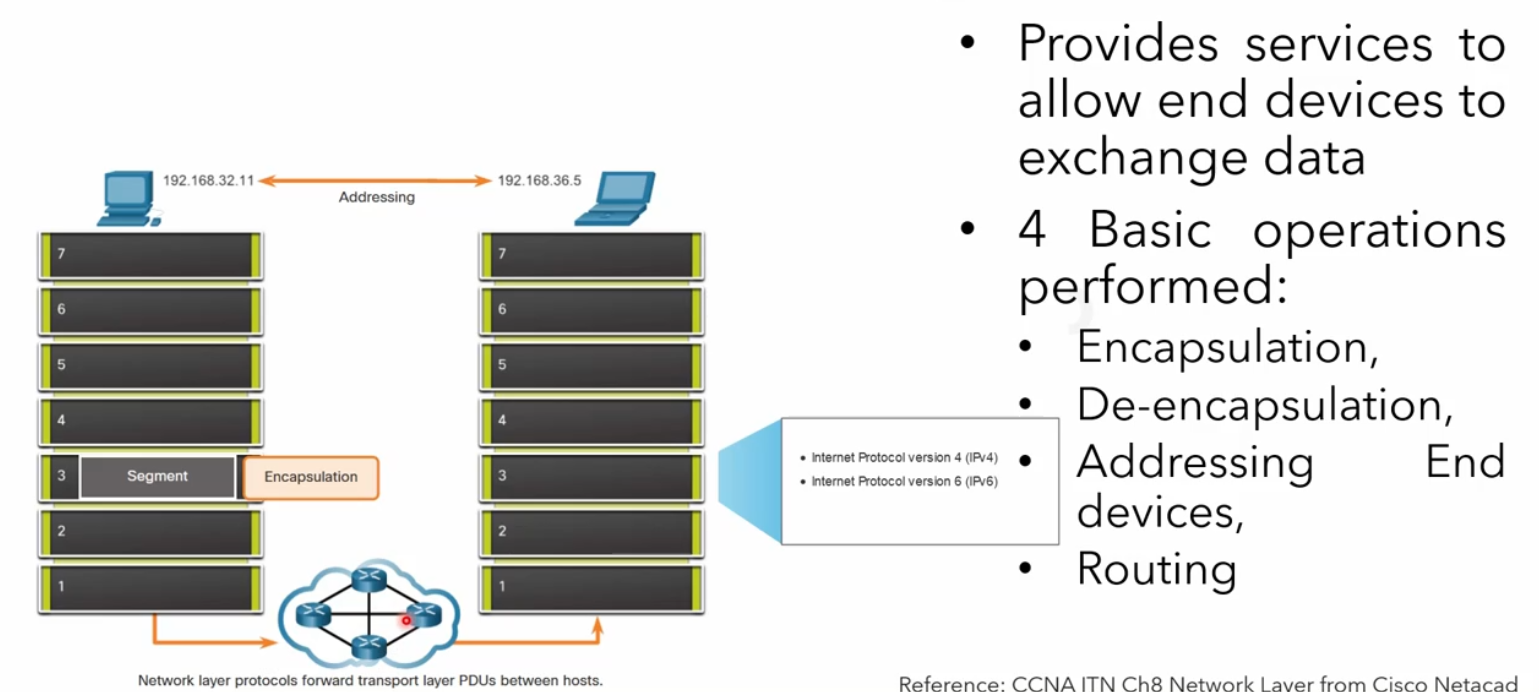 192.168.32.11
Addressing
192.168.36.5
7
6
5
4
3
Segment
Encapsulation
2
1
7
6
5
4
3
2
1
• Internet Protocol version 4 (IPv4)
• Internet Protocol version 6 (IPv6)
Network layer protocols forward transport layer PDUs between hosts.
• Provides services to
allow end devices to
exchange data
• 4 Basic operations
performed:
• Encapsulation,
• De-encapsulation,
• Addressing End
devices,
• Routing
Reference: CCNA ITN Ch8 Network Layer from Cisco Netacad